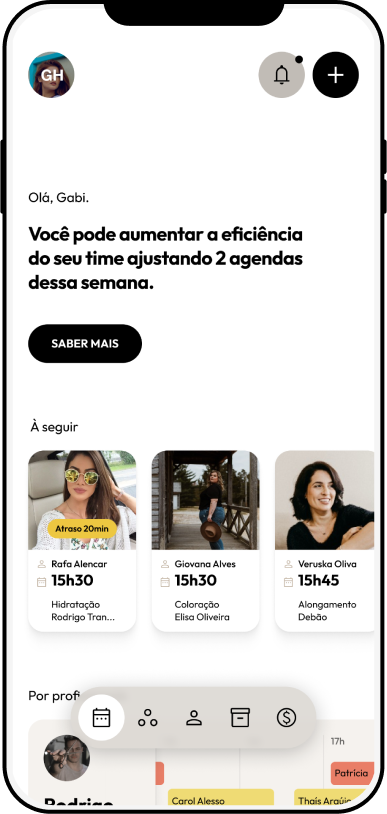 GH
Olá, Gabi.
Você pode aumentar a eficiência
do seu time ajustando 2 agendas
dessa semana.
SABER MAIS
À seguir
Atraso 20min
Rafa Alencar
15h30
Hidratação
Rodrigo Tran...
Giovana Alves
15h30
Coloração
Elisa Oliveira
Veruska Oliva
15h45
Alongamento
Debão
Por profi
17h
Patrícia
Rodrigo
Carol Alesso
Thais Araújo